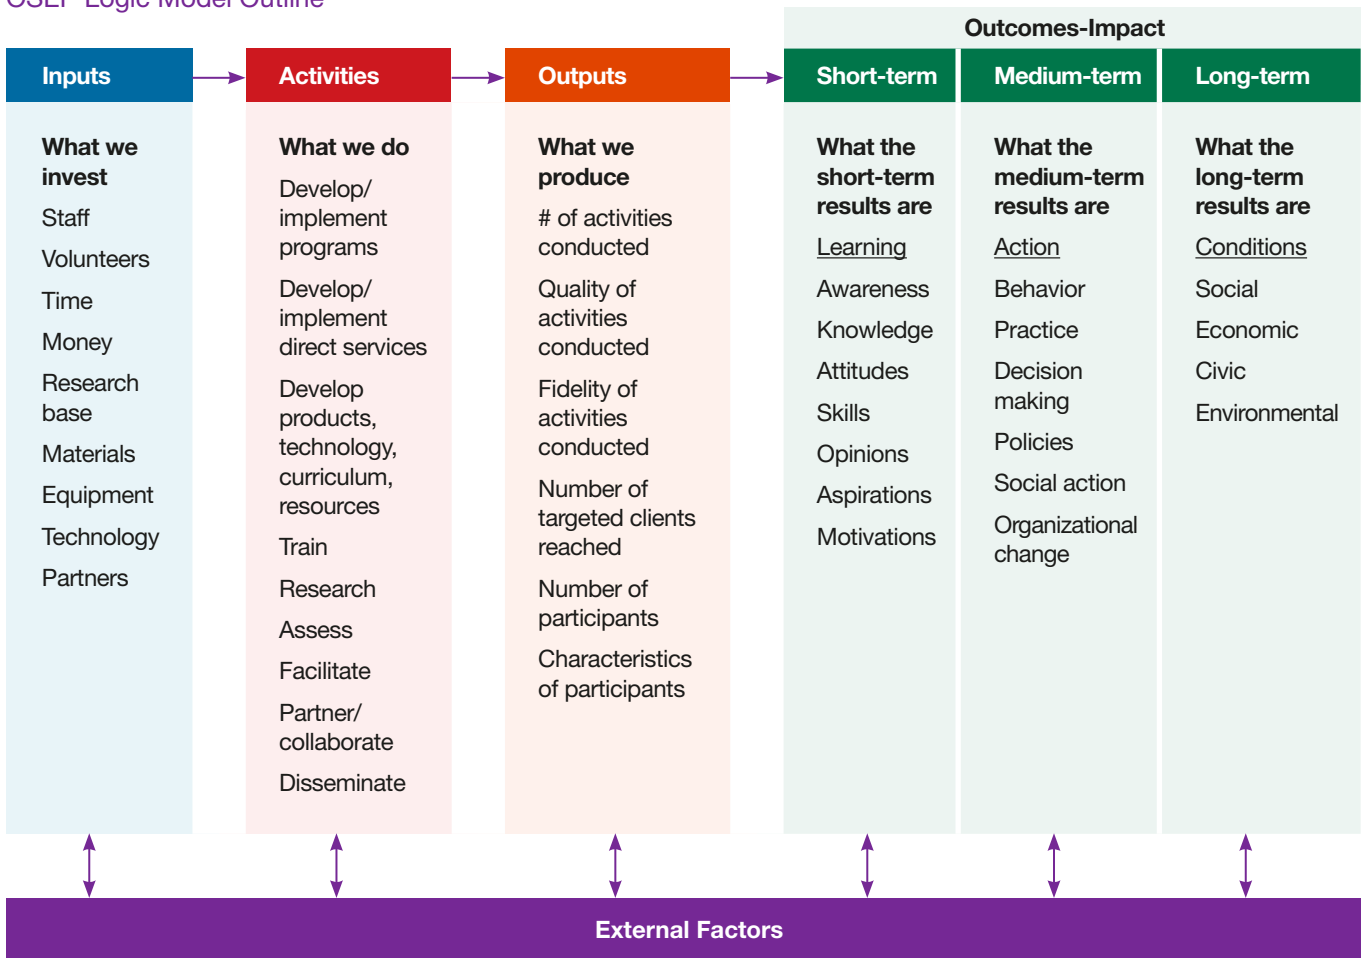 OSEP Logic Model Outline
Outcomes-Impact
Inputs
Activities
Outputs
Short-term
Medium-term
Long-term
What we
invest
Staff
Volunteers
Time
Money
Research
base
Materials
Equipment
Technology
Partners
What we do
Develop/
implement
programs
Develop/
implement
direct services
Develop
products,
technology,
curriculum,
resources
Train
Research
Assess
Facilitate
Partner/
collaborate
Disseminate
What we
produce
# of activities
conducted
Quality of
activities
conducted
Fidelity of
activities
conducted
Number of
targeted clients
reached
Number of
participants
Characteristics
of participants
What the
short-term
results are
Learning
Awareness
Knowledge
Attitudes
Skills
Opinions
Aspirations
Motivations
What the
medium-term
results are
Action
Behavior
Practice
Decision
making
Policies
Social action
Organizational
change
What the
long-term
results are
Conditions
Social
Economic
Civic
Environmental
External Factors